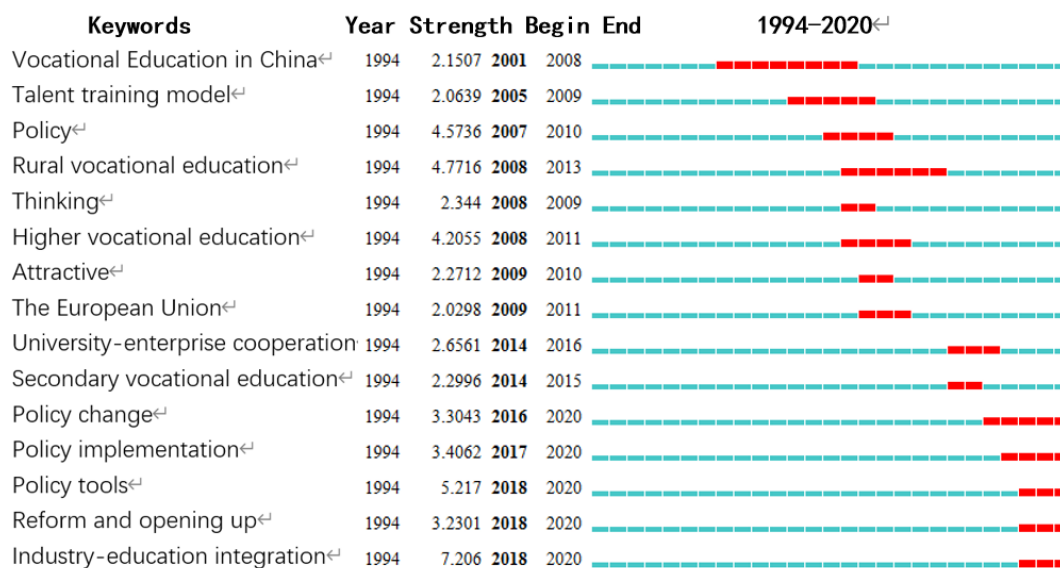 Keywords Year Strength Begin End 1994-2020↵
Vocational Education in China↵ 1994 2.1507 2001 2008
Talent training model↵ 1994 2.0639 2005 2009
Policy↵ 1994 4.5736 2007 2010
Rural vocational education↵ 1994 4.7716 2008 2013
Thinking↵ 1994 2.344 2008 2009
Higher vocational education↵ 1994 4.2055 2008 2011
Attractive↵ 1994 2.2712 2009 2010
The European Union↵ 1994 2.0298 2009 2011
University-enterprise cooperation 1994 2.6561 2014 2016
Secondary vocational education↵ 1994 2.2996 2014 2015
Policy change↵ 1994 3.3043 2016 2020
Policy implementation↵ 1994 3.4062 2017 2020
Policy tools↵ 1994 5.217 2018 2020
Reform and opening up↵ 1994 3.2301 2018 2020
Industry-education integration↵ 1994 7.206 2018 2020